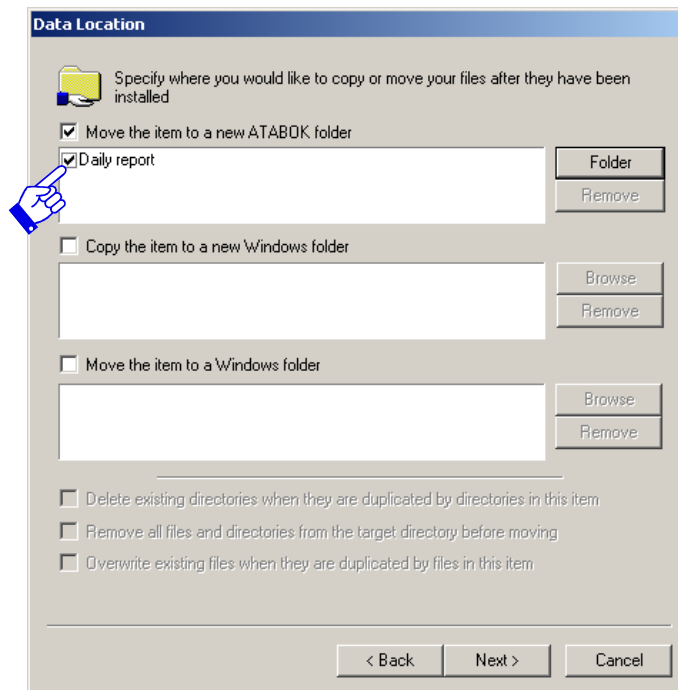 Data Location
Specify where you would like to copy or move your files after they have been
installed
Move the item to a new ATABOK folder
Daily report
Folder
Remove
Copy the item to a new Windows folder
Browse
Remove
Move the item to a Windows folder
Browse
Remove
Delete existing directories when they are duplicated by directories in this item
Remove all files and directories from the target directory before moving
Overwrite existing files when they are duplicated by files in this item
< Back Next > Cancel